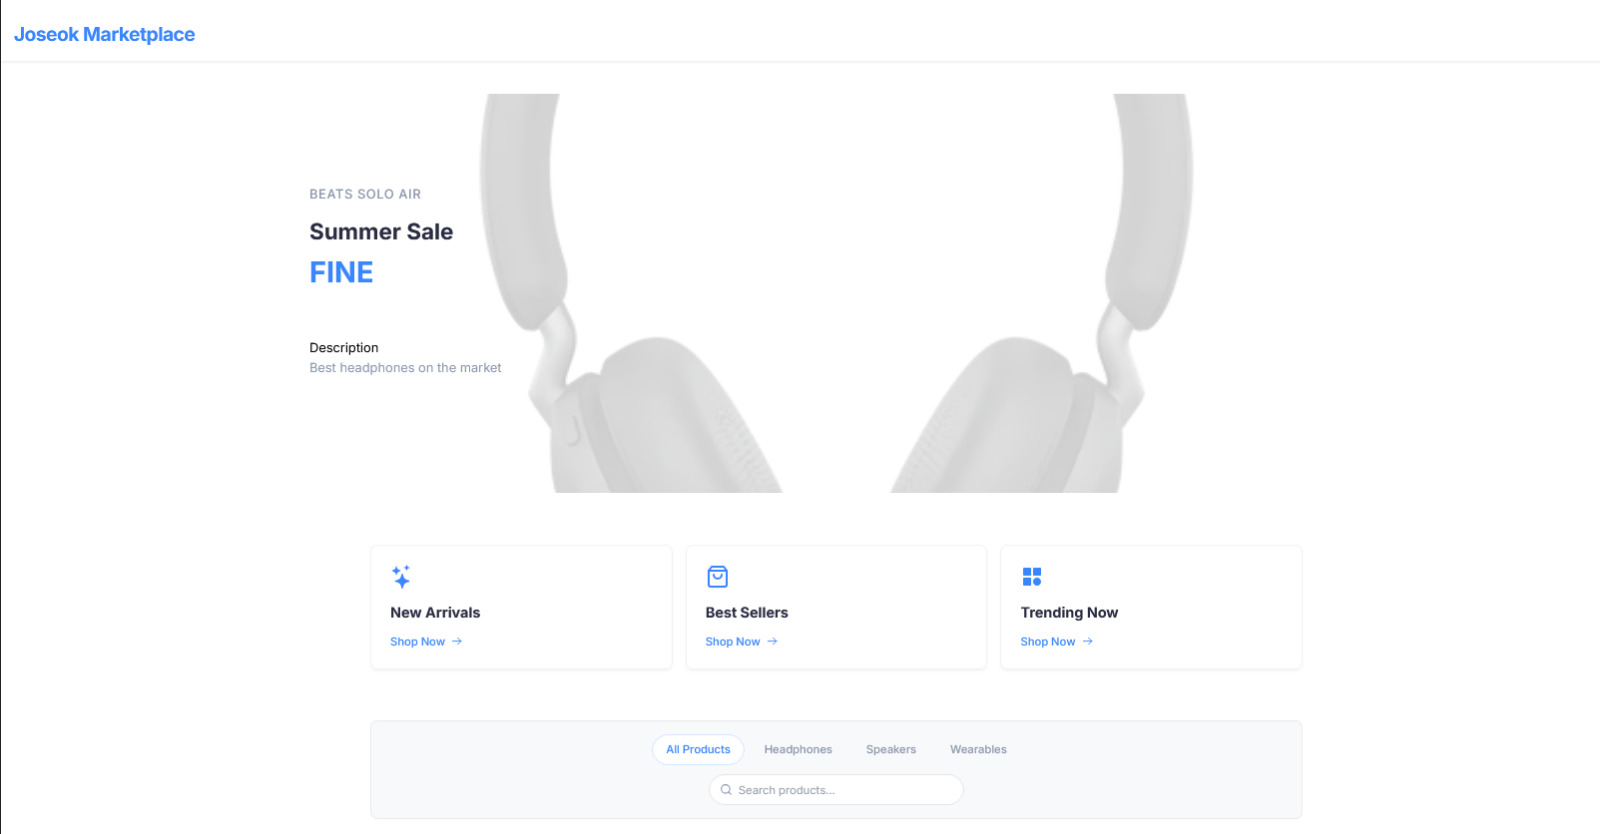 Joseok Marketplace
BEATS SOLO AIR
Summer Sale
FINE
Description
Best headphones on the market
New Arrivals
Shop Now →
Best Sellers
Shop Now →
Trending Now
Shop Now →
All Products Headphones Speakers Wearables
Search products...